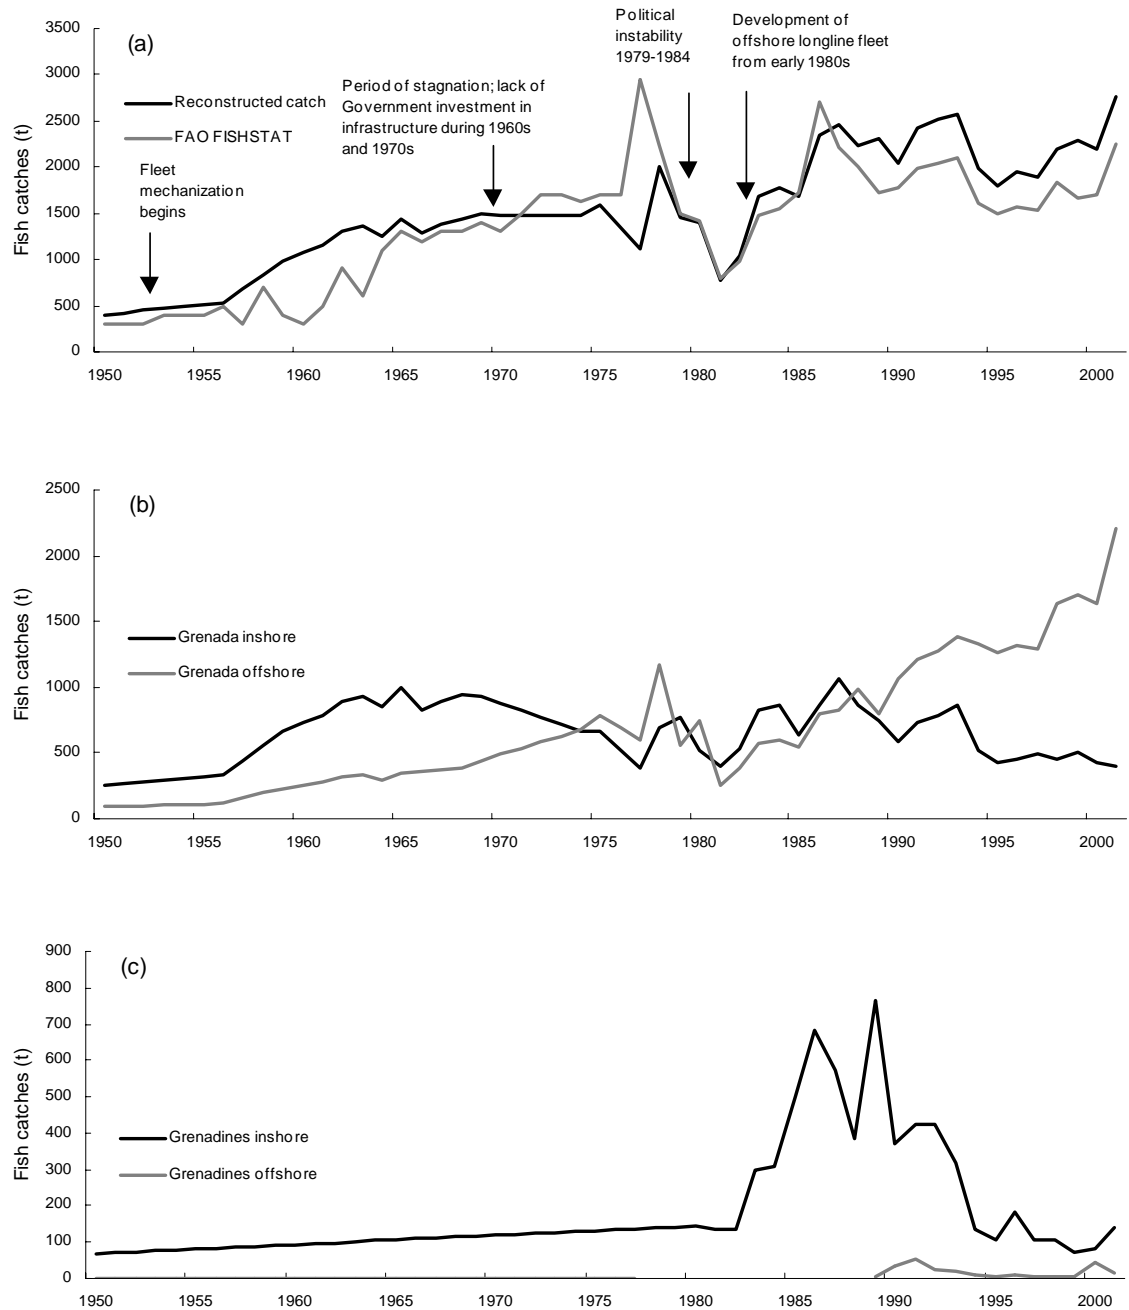 3500
3000
2500
2000
1500
1000
500
0
Fish catches (t)
(a)
Reconstructed catch
FAO FISHSTAT
Fleet
mechanization
begins
Period of stagnation; lack of
Government investment in
infrastructure during 1960s
and 1970s
Political
instability
1979-1984
Development of
offshore longline fleet
from early 1980s
1950 1955 1960 1965 1970 1975 1980 1985 1990 1995 2000
2500
2000
1500
1000
500
0
Fish catches (t)
(b)
Grenada inshore
Grenada offshore
1950 1955 1960 1965 1970 1975 1980 1985 1990 1995 2000
900
800
700
600
500
400
300
200
100
0
Fish catches (t)
(c)
Grenadines inshore
Grenadines offshore
1950 1955 1960 1965 1970 1975 1980 1985 1990 1995 2000